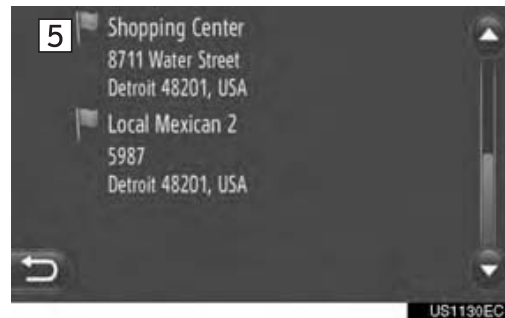 5
Shopping Center
8711 Water Street
Detroit 48201, USA
Local Mexican 2
5987
Detroit 48201, USA
US1130EC